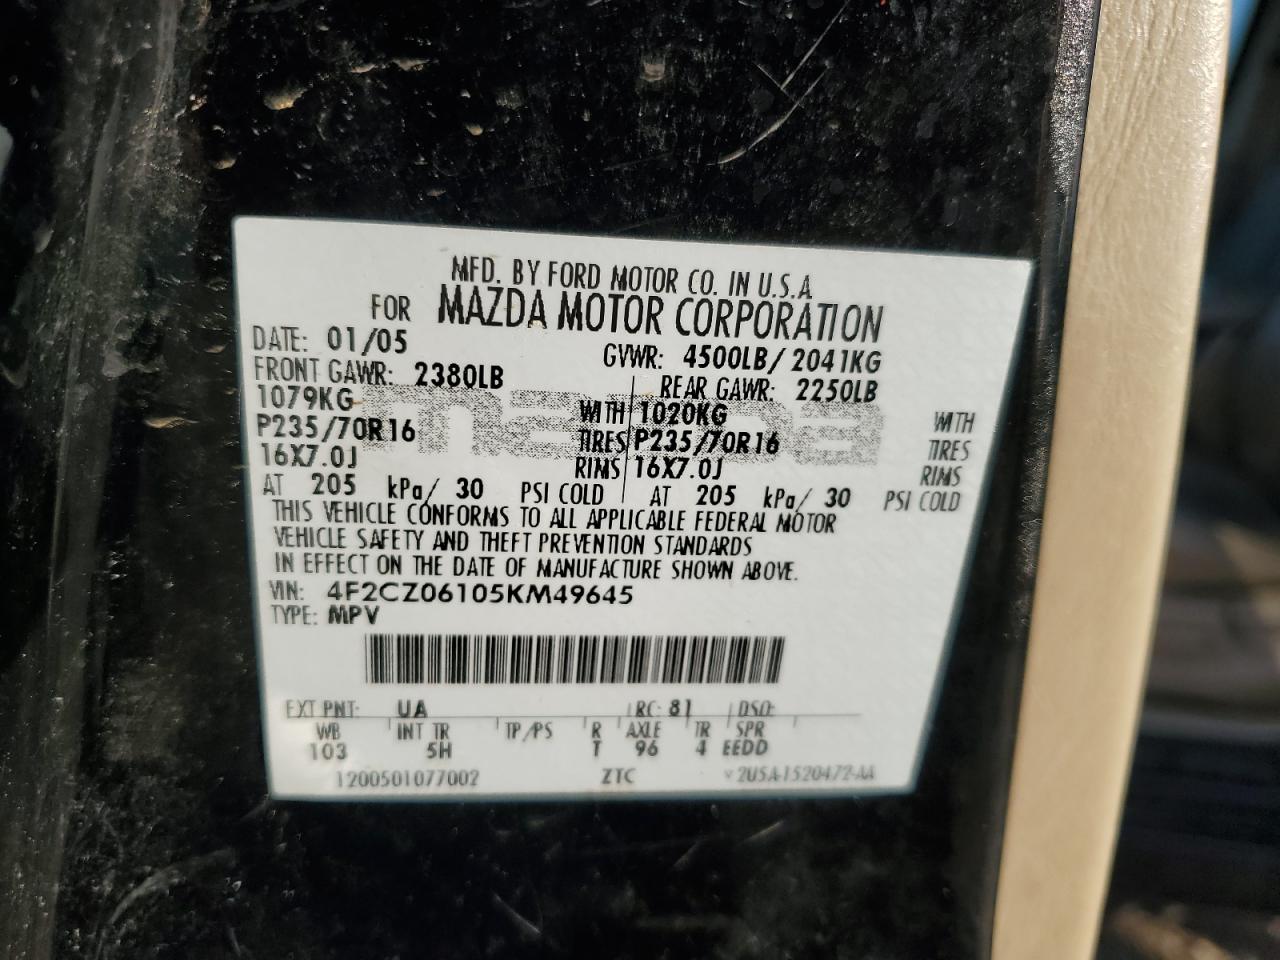 MFD. BY FORD MOTOR CO. IN U.S.A.
FOR MAZDA MOTOR CORPORATION
DATE: 01/05 GVWR: 4500LB/2041KG
FRONT GAWR: 2380LB REAR GAWR: 2250LB
1079KG WITH 1020KG WITH
P235/70R16 TIRES P235/70R16 TIRES
16X7.0J RIMS 16X7.0J RIMS
AT 205 kPa/ 30 PSI COLD AT 205 kPa/ 30 PSI COLD
THIS VEHICLE CONFORMS TO ALL APPLICABLE FEDERAL MOTOR
VEHICLE SAFETY AND THEFT PREVENTION STANDARDS
IN EFFECT ON THE DATE OF MANUFACTURE SHOWN ABOVE.
VIN: 4F2CZ06105KM49645
TYPE: MPV
mazda
EXT PNT: UA RC: 81 DSO:
WB INT TR TP/PS R AXLE TR SPR
103 5H T 96 4 EEDD
1200501077002 ZTC V 2U5A-1520472-AA